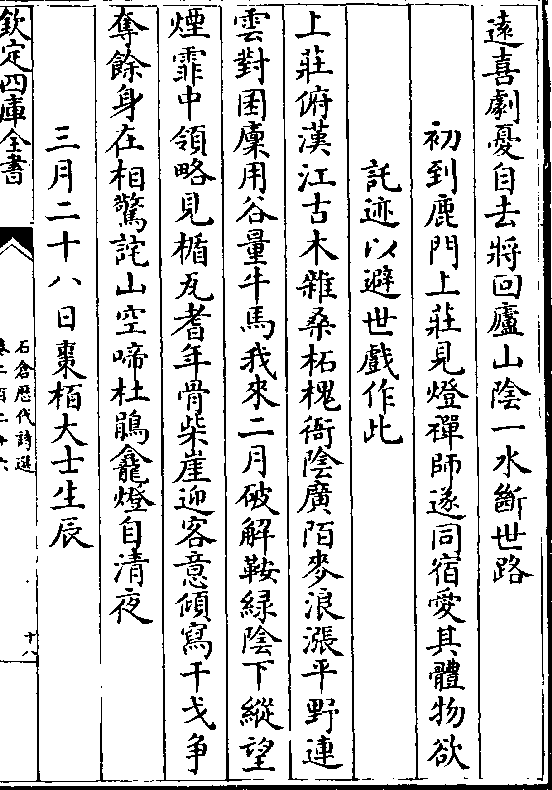 遠喜劇憂自去將回廬山陰一水斷世路
初到鹿門上莊見燈禪師遂同宿愛其體物欲
託迹以避世戲作此
上莊俯漢江古木雜桑柘槐衙陰廣陌麥浪漲平野連
雲對囷廩用谷量牛馬我來二月破解鞍緑陰下縱望
煙霏中領略見楯瓦耆年骨柴崖迎客意傾寫干戈争
奪餘身在相驚詫山空啼杜鵑龕燈自清夜
三月二十八日棗栢大士生辰
欽定四庫全書
石倉歴代詩選
卷二百二十六
十八